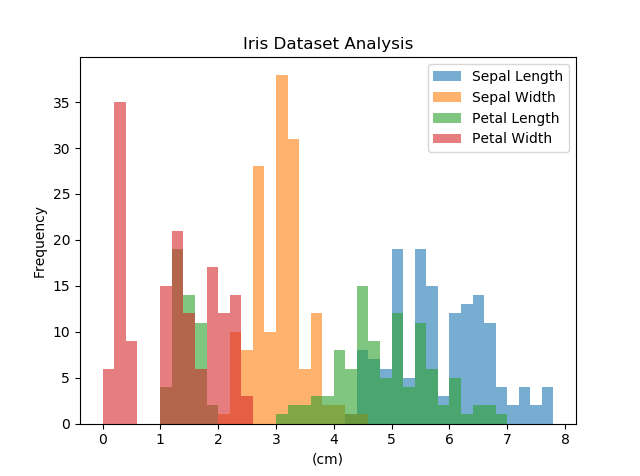 Iris Dataset Analysis
Sepal Length
Sepal Width
Petal Length
Petal Width
Frequency
35
30
25
20
15
10
5
0
0 1 2 3 4 5 6 7 8
(cm)